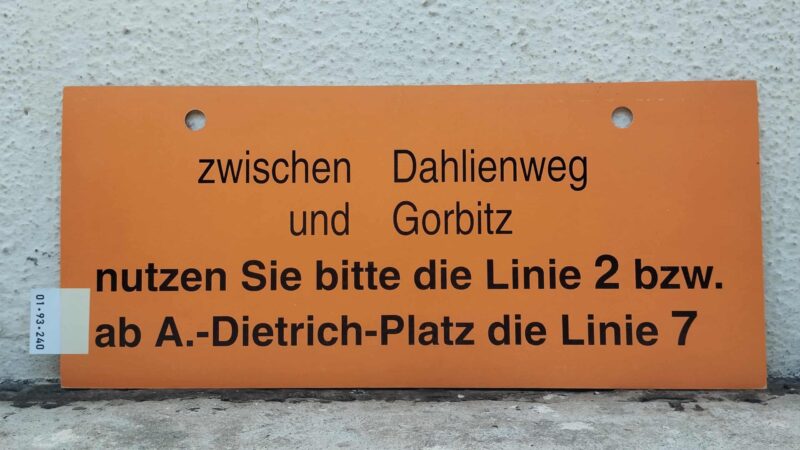 zwischen Dahlienweg
und Gorbitz
nutzen Sie bitte die Linie 2 bzw.
ab A.-Dietrich-Platz die Linie 7
01·93·240